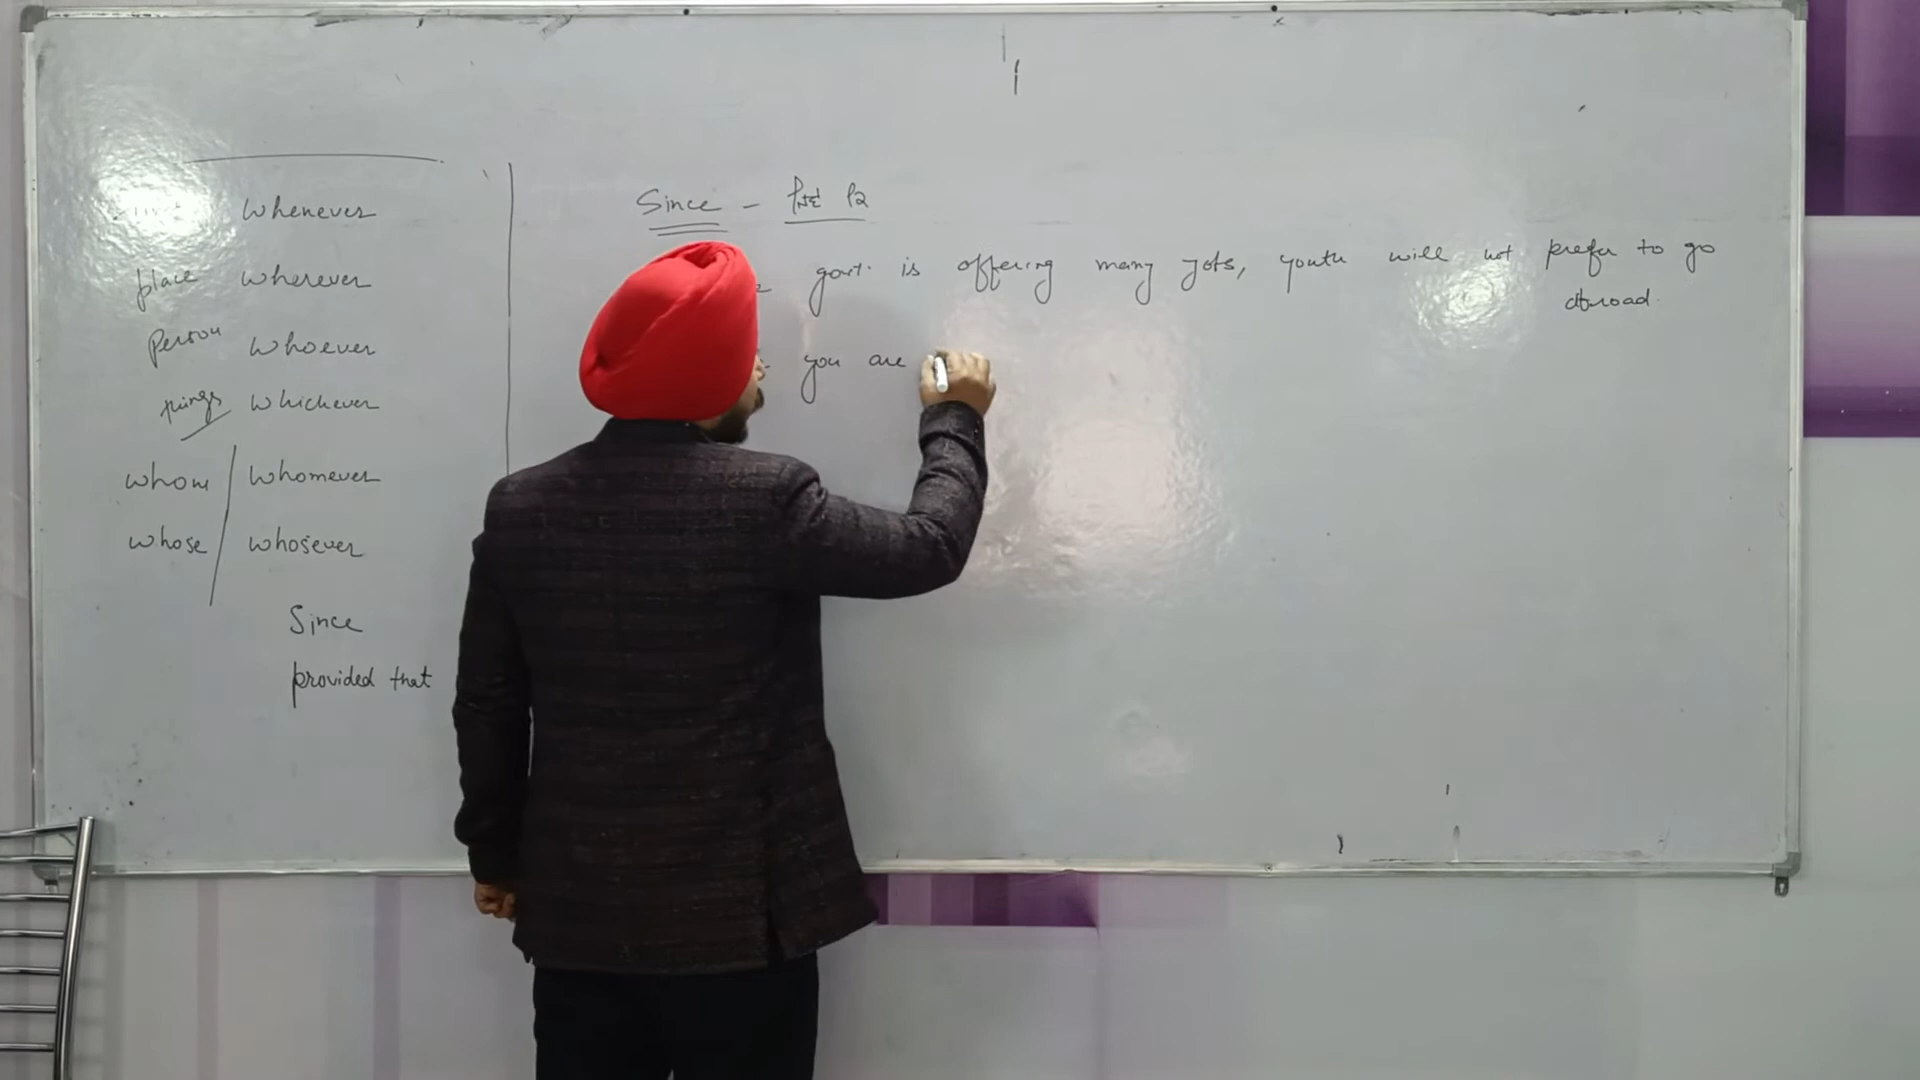 whenever
place wherever
Person whoever
things whichever
whom whomever
whose whosever
Since
provided that
Since -
govt. is offering many jobs, youth will not prefer to go
abroad.
you are